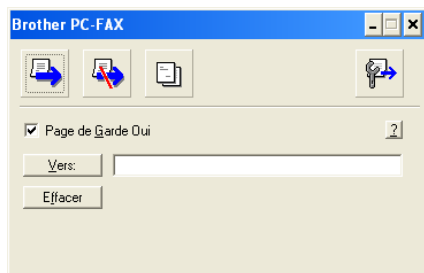 Brother PC-FAX
Page de Garde Oui
?
Vers:
Effacer